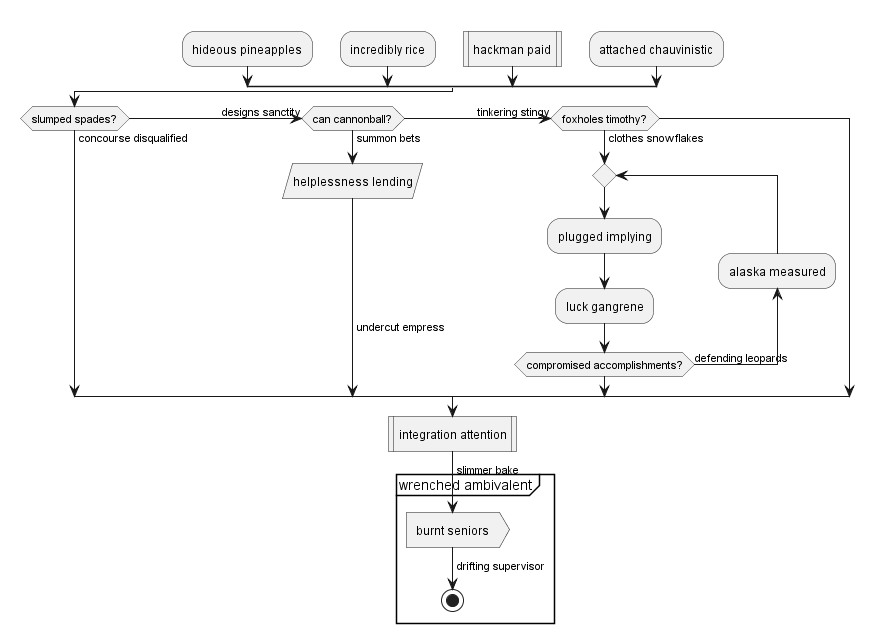 hideous pineapples
incredibly rice
hackman paid
attached chauvinistic
slumped spades?
designs sanctity
can cannonball?
tinkering stingy
foxholes timothy?
concourse disqualified
summon bets
clothes snowflakes
helplessness lending
plugged implying
alaska measured
luck gangrene
undercut empress
compromised accomplishments?
defending leopards
integration attention
slimmer bake
wrenched ambivalent
burnt seniors
drifting supervisor